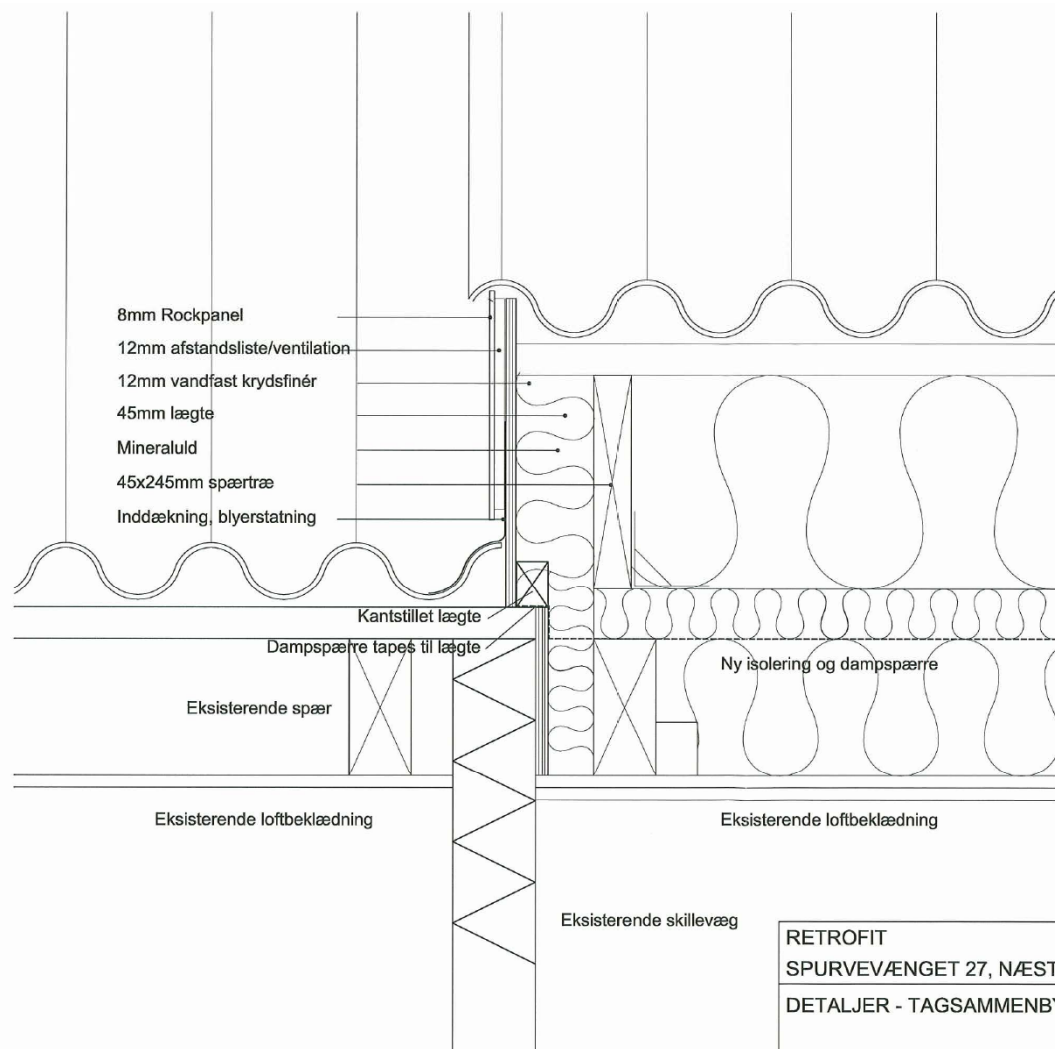 8mm Rockpanel
12mm afstandsliste/ventilation
12mm vandfast krydsfinér
45mm lægte
Mineraluld
45x245mm spærtræ
Inddækning, blyerstatning
Kantstillet lægte
Dampspærre tapes til lægte
Ny isolering og dampspærre
Eksisterende spær
Eksisterende loftbeklædning
Eksisterende loftbeklædning
Eksisterende skillevæg
RETROFIT
SPURVEVÆNGET 27, NÆST
DETALJER - TAGSAMMENBY